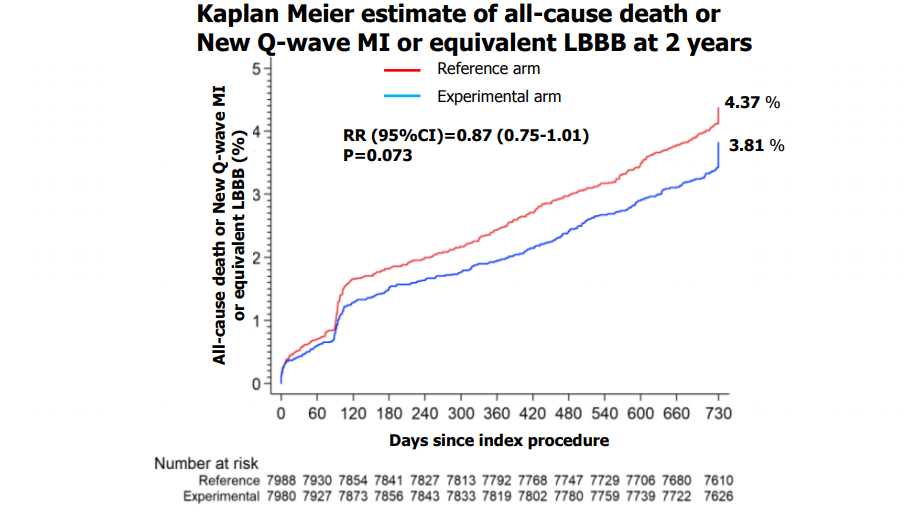 Kaplan Meier estimate of all-cause death or
New Q-wave MI or equivalent LBBB at 2 years
All-cause death or New Q-wave MI
or equivalent LBBB (%)
5
4
3
2
1
0
Reference arm
Experimental arm
RR (95%CI)=0.87 (0.75-1.01)
P=0.073
4.37 %
3.81 %
0 60 120 180 240 300 360 420 480 540 600 660 730
Days since index procedure
Number at risk
Reference 7988 7930 7854 7841 7827 7813 7792 7768 7747 7729 7706 7680 7610
Experimental 7980 7927 7873 7856 7843 7833 7819 7802 7780 7759 7739 7722 7626